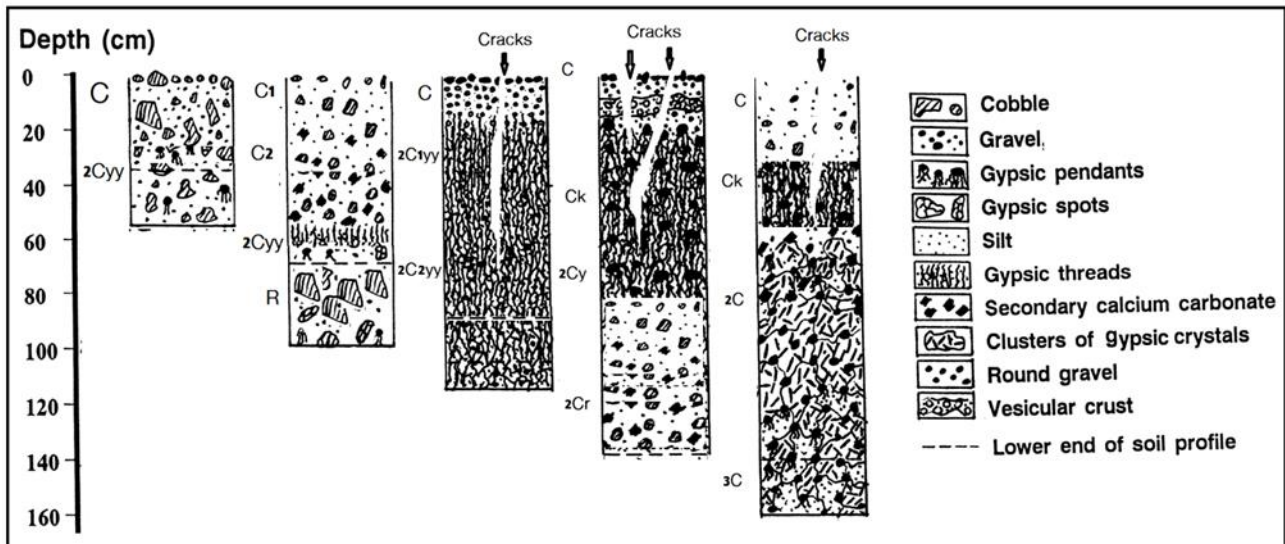 Depth (cm)
0
20
40
60
80
100
120
140
160
C
2Cyy
C1
C2
2Cyy
R
Cracks
C
2C1yy
2C2yy
Cracks
C
Ck
2Cy
2Cr
Cracks
C
Ck
2C
3C
Cobble
Gravel
Gypsic pendants
Gypsic spots
Silt
Gypsic threads
Secondary calcium carbonate
Clusters of gypsic crystals
Round gravel
Vesicular crust
Lower end of soil profile